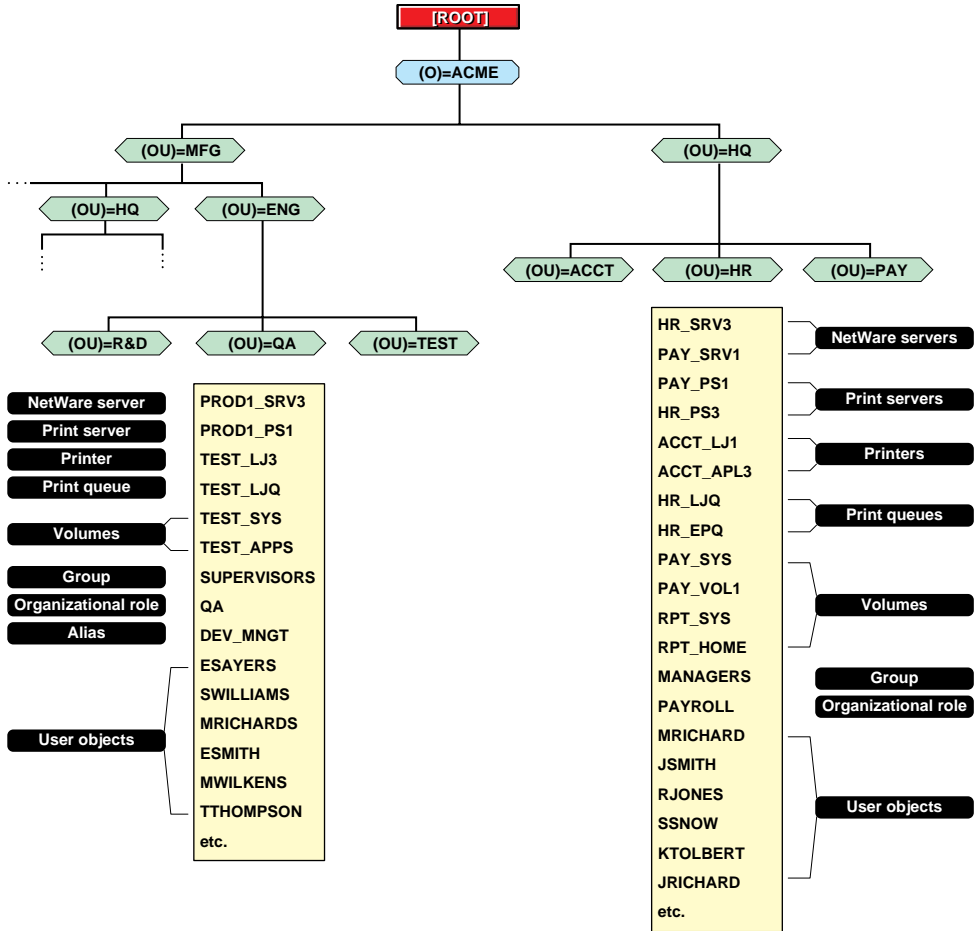 [ROOT]
(O)=ACME
(OU)=MFG
(OU)=HQ
(OU)=HQ
(OU)=ENG
(OU)=ACCT
(OU)=HR
(OU)=PAY
(OU)=R&D
(OU)=QA
(OU)=TEST
NetWare server
Print server
Printer
Print queue
Volumes
Group
Organizational role
Alias
User objects
PROD1_SRV3
PROD1_PS1
TEST_LJ3
TEST_LJQ
TEST_SYS
TEST_APPS
SUPERVISORS
QA
DEV_MNGT
ESAYERS
SWILLIAMS
MRICHARDS
ESMITH
MWILKENS
TTHOMPSON
etc.
HR_SRV3
PAY_SRV1
PAY_PS1
HR_PS3
ACCT_LJ1
ACCT_APL3
HR_LJQ
HR_EPQ
PAY_SYS
PAY_VOL1
RPT_SYS
RPT_HOME
MANAGERS
PAYROLL
MRICHARD
JSMITH
RJONES
SSNOW
KTOLBERT
JRICHARD
etc.
NetWare servers
Print servers
Printers
Print queues
Volumes
Group
Organizational role
User objects